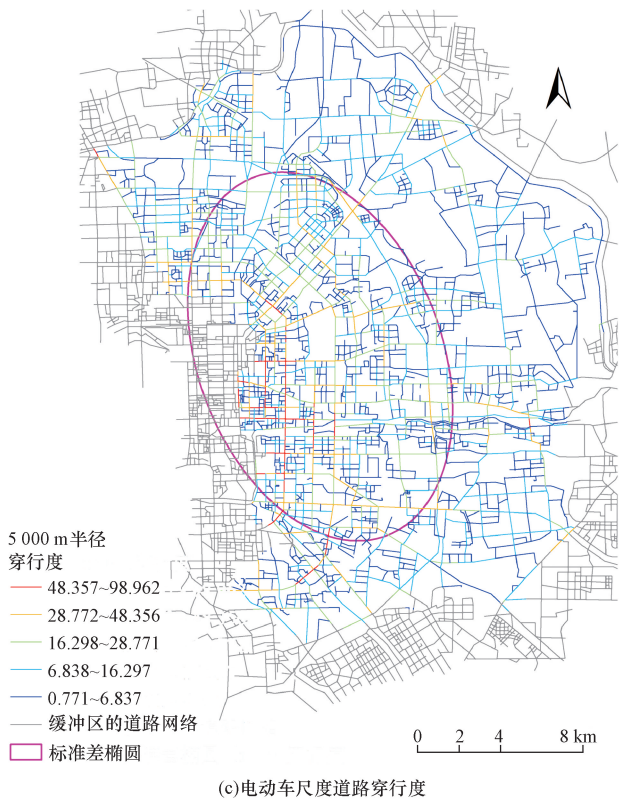 5 000 m半径
穿行度
48.357~98.962
28.772~48.356
16.298~28.771
6.838~16.297
0.771~6.837
缓冲区的道路网络
标准差椭圆
0 2 4 8 km
(c)电动车尺度道路穿行度